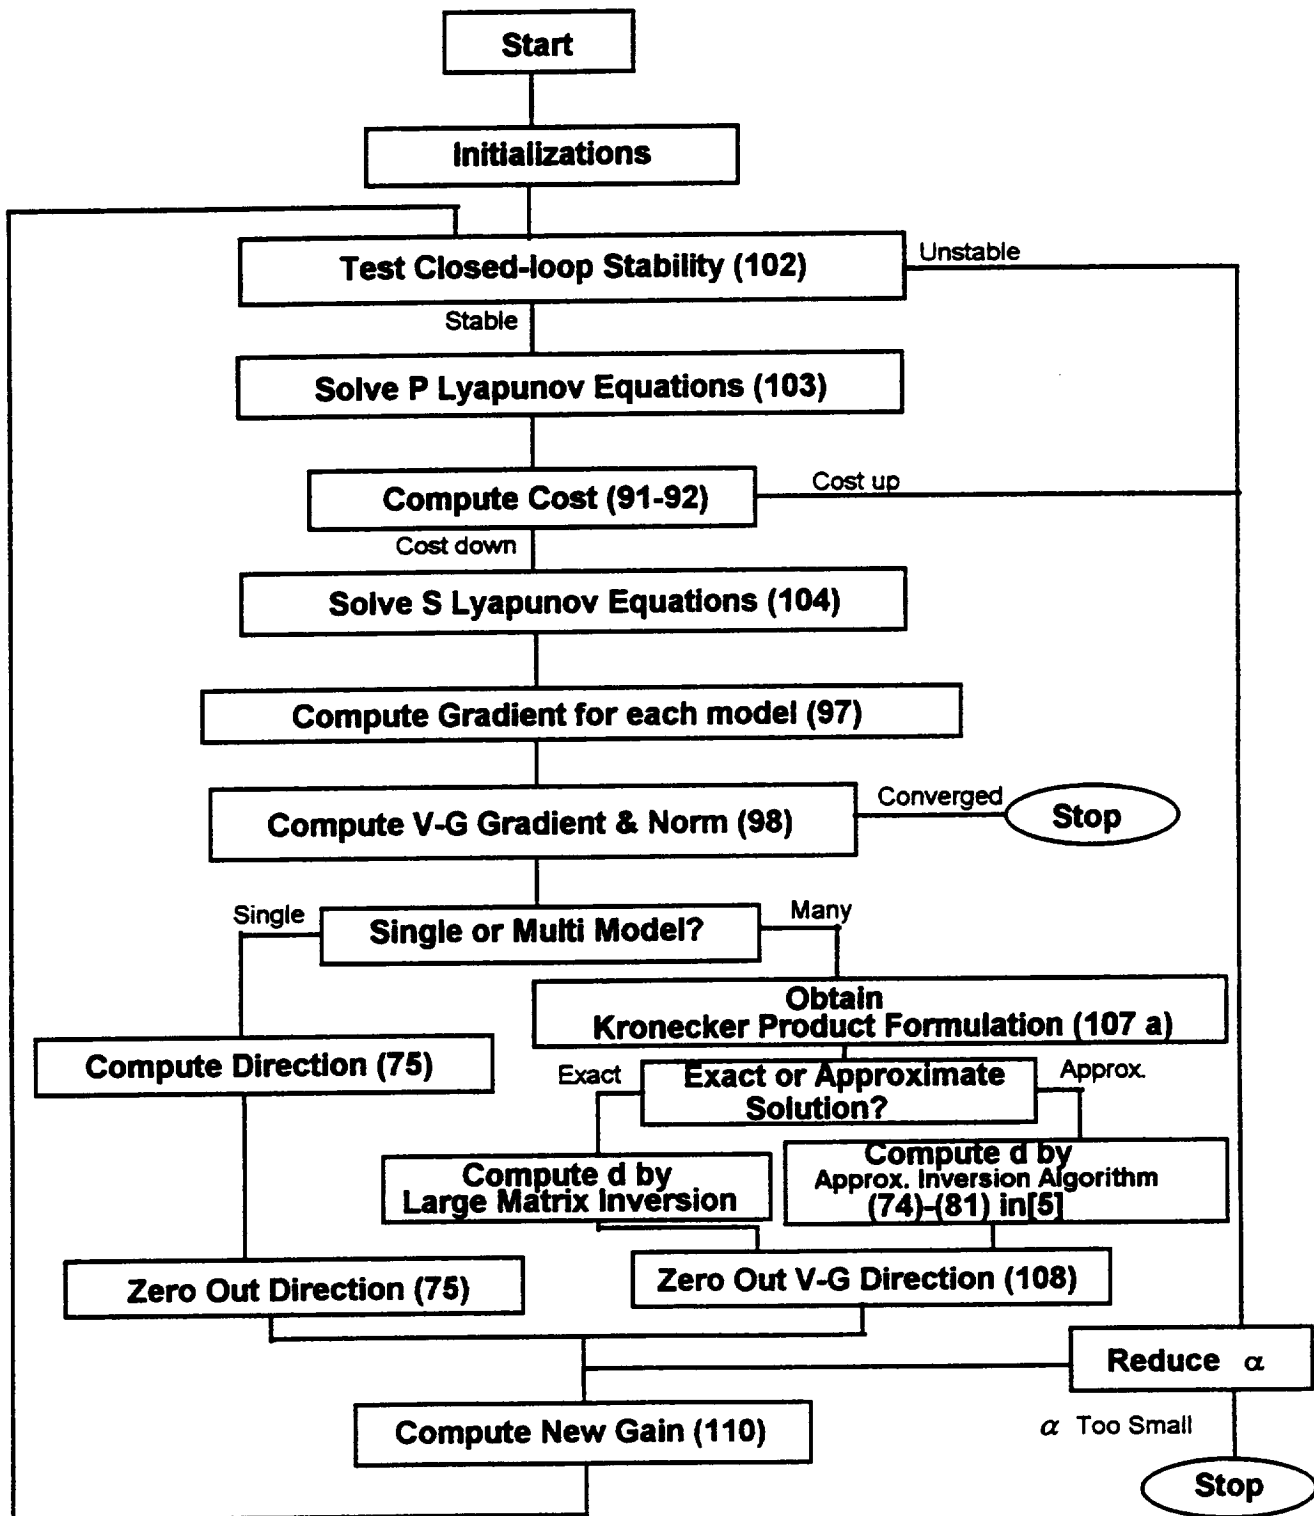 Start
Initializations
Test Closed-loop Stability (102)
Unstable
Stable
Solve P Lyapunov Equations (103)
Compute Cost (91-92)
Cost up
Cost down
Solve S Lyapunov Equations (104)
Compute Gradient for each model (97)
Compute V-G Gradient & Norm (98)
Converged
Stop
Single
Single or Multi Model?
Many
Obtain
Kronecker Product Formulation (107 a)
Compute Direction (75)
Exact
Exact or Approximate
Solution?
Approx.
Compute d by
Large Matrix Inversion
Compute d by
Approx. Inversion Algorithm
(74)-(81) in[5]
Zero Out Direction (75)
Zero Out V-G Direction (108)
Reduce α
Compute New Gain (110)
α Too Small
Stop